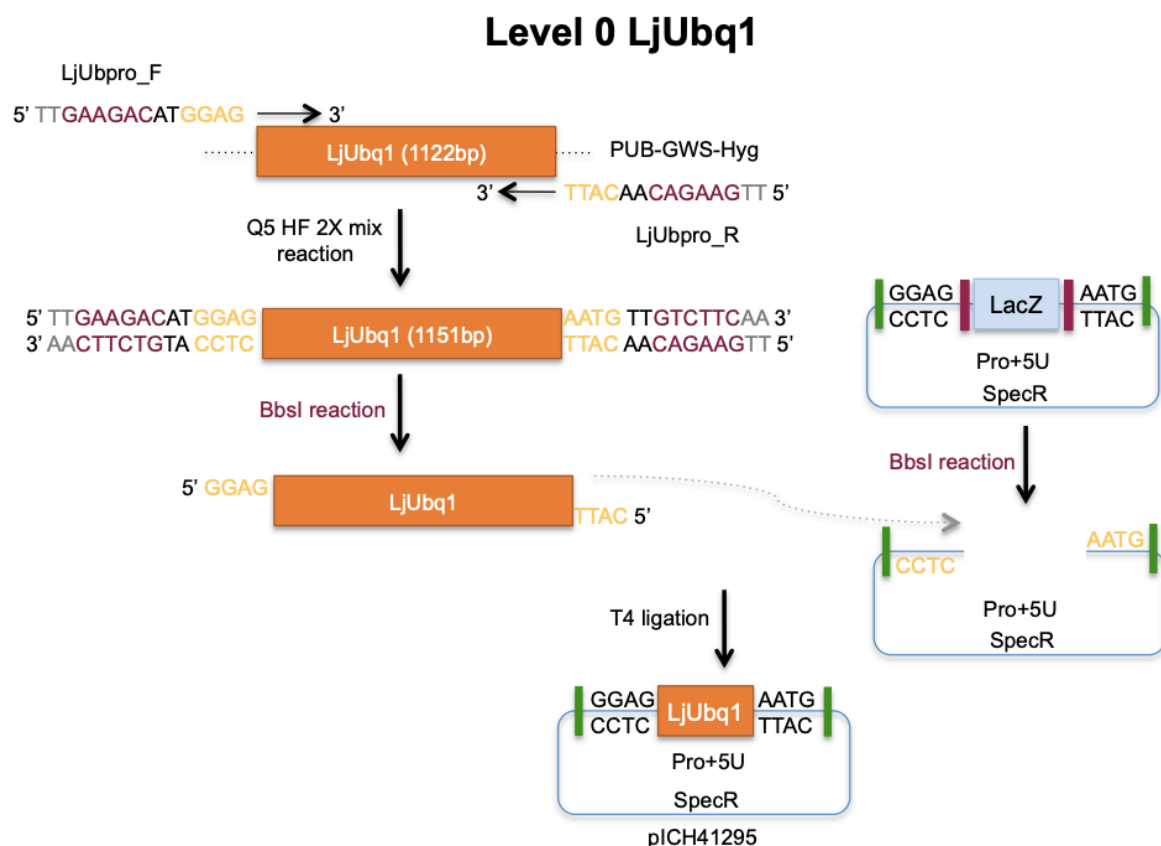 Level 0 LjUbq1
LjUbpro_F
5’ TTGAAGACATGGAG 3’
LjUbq1 (1122bp)
PUB-GWS-Hyg
3’ TTACAACAGAAGTT 5’
LjUbpro_R
Q5 HF 2X mix
reaction
5’ TTGAAGACATGGAG AATG TTGTCTTCAA 3’
LjUbq1 (1151bp)
3’ AACTTCTGTA CCTC TTAC AACAGAAGTT 5’
GGAG LacZ AATG
CCTC TTAC
Pro+5U
SpecR
BbsI reaction
BbsI reaction
5’ GGAG
LjUbq1
TTAC 5’
AATG
CCTC
Pro+5U
SpecR
T4 ligation
GGAG LjUbq1 AATG
CCTC TTAC
Pro+5U
SpecR
pICH41295